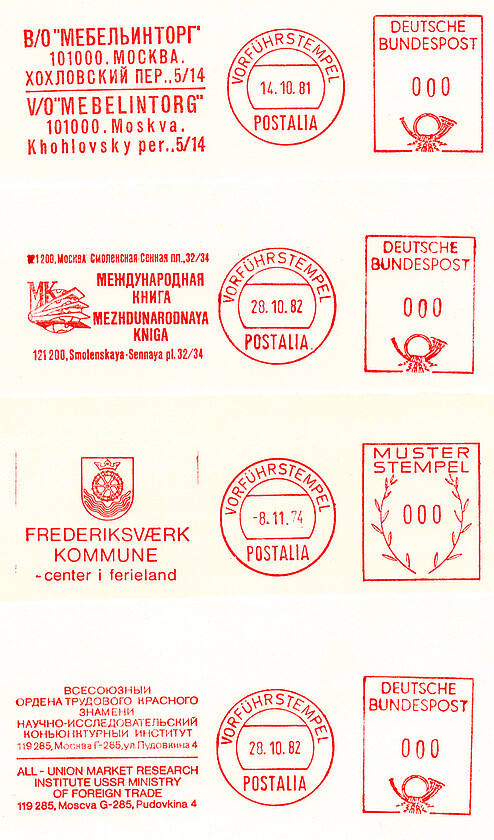 В/О "МЕБЕЛЬИНТОРГ"
101000. МОСКВА.
ХОХЛОВСКИЙ ПЕР., 5/14
V/O "MEBELINTORG"
101000. Moskva.
Khohlovsky per., 5/14
VORFÜHRSTEMPEL
14.10.81
POSTALIA
DEUTSCHE
BUNDESPOST
000
121200, МОСКВА СМОЛЕНСКАЯ-СЕННАЯ ПЛ., 32/34
МК
МЕЖДУНАРОДНАЯ
КНИГА
MEZHDUNARODNAYA
KNIGA
121 200, Smolenskaya-Sennaya pl. 32/34
VORFÜHRSTEMPEL
28.10.82
POSTALIA
DEUTSCHE
BUNDESPOST
000
FREDERIKSVÆRK
KOMMUNE
- center i ferieland
VORFÜHRSTEMPEL
-8.11.74
POSTALIA
MUSTER
STEMPEL
000
ВСЕСОЮЗНЫЙ
ОРДЕНА ТРУДОВОГО КРАСНОГО
ЗНАМЕНИ
НАУЧНО-ИССЛЕДОВАТЕЛЬСКИЙ
КОНЬЮНКТУРНЫЙ ИНСТИТУТ
119 285, Москва Г-285, ул. Пудовкина 4
ALL - UNION MARKET RESEARCH
INSTITUTE USSR MINISTRY
OF FOREIGN TRADE
119 285, Moscva G-285, Pudovkina 4
VORFÜHRSTEMPEL
28.10.82
POSTALIA
DEUTSCHE
BUNDESPOST
000